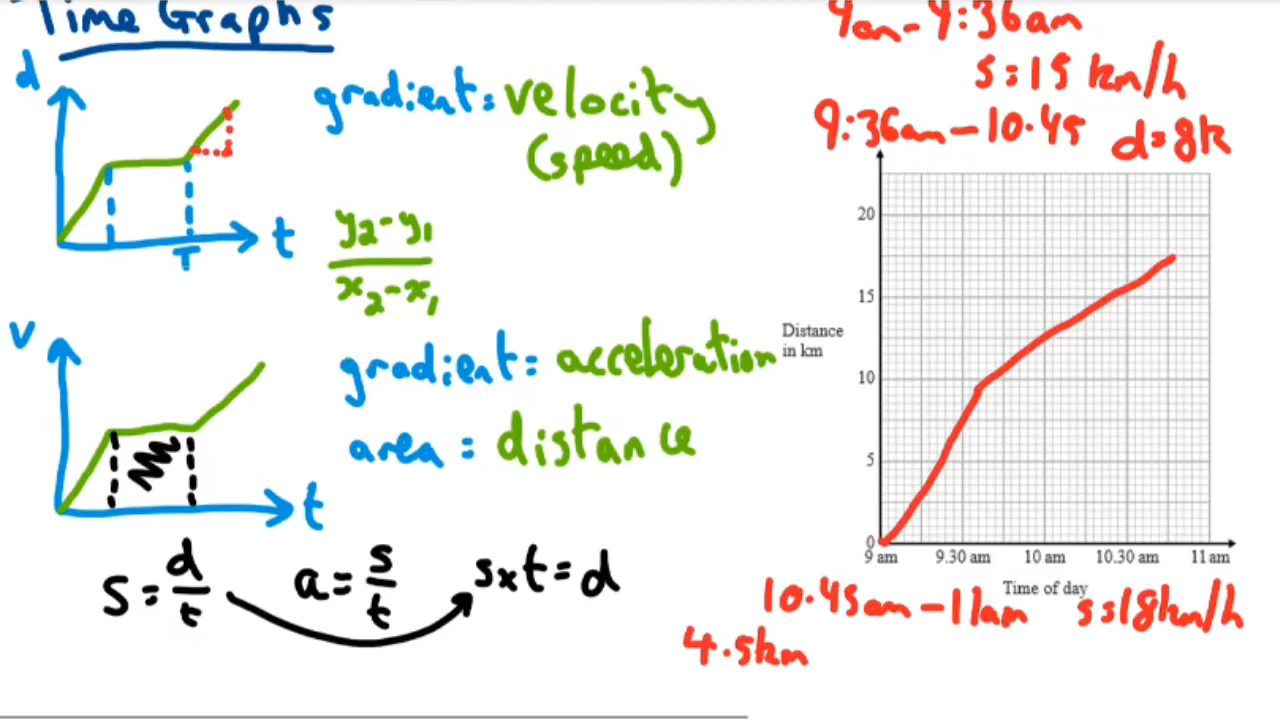 Time Graphs
d
gradient = velocity
(speed)
t
T
y₂-y₁
x₂-x₁
v
gradient = acceleration
area = distance
t
s = d/t
a = s/t
s×t = d
9am - 9:36am
s = 15 km/h
9:36am - 10.45 d = 8k
20
15
10
5
0
Distance
in km
9 am 9.30 am 10 am 10.30 am 11am
Time of day
10.45am - 11am s = 18km/h
4.5km